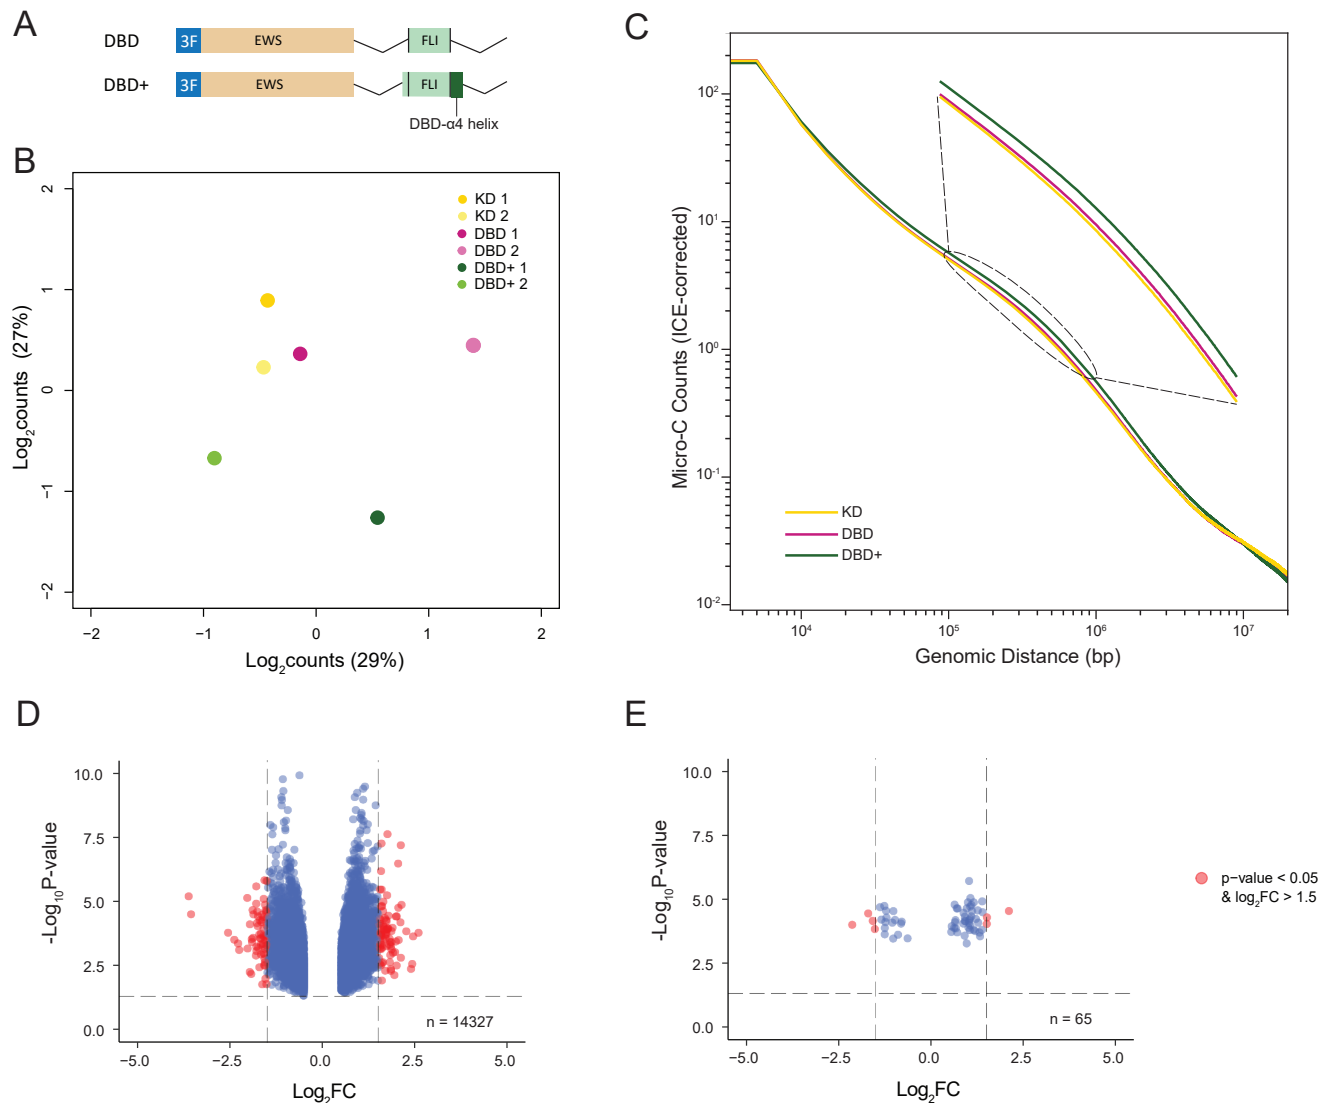 A
DBD
3F
EWS
FLI
DBD+
3F
EWS
FLI
DBD-α4 helix
B
2
1
0
−1
−2
Log2counts (27%)
KD 1
KD 2
DBD 1
DBD 2
DBD+ 1
DBD+ 2
−2 −1 0 1 2
Log2counts (29%)
C
Micro-C Counts (ICE-corrected)
10^2
10^1
10^0
10^-1
10^-2
KD
DBD
DBD+
10^4 10^5 10^6 10^7
Genomic Distance (bp)
D
-Log10P-value
10.0
7.5
5.0
2.5
0.0
n = 14327
−5.0 −2.5 0.0 2.5 5.0
Log2FC
E
-Log10P-value
10.0
7.5
5.0
2.5
0.0
n = 65
−5.0 −2.5 0.0 2.5 5.0
Log2FC
p−value < 0.05
& log2FC > 1.5